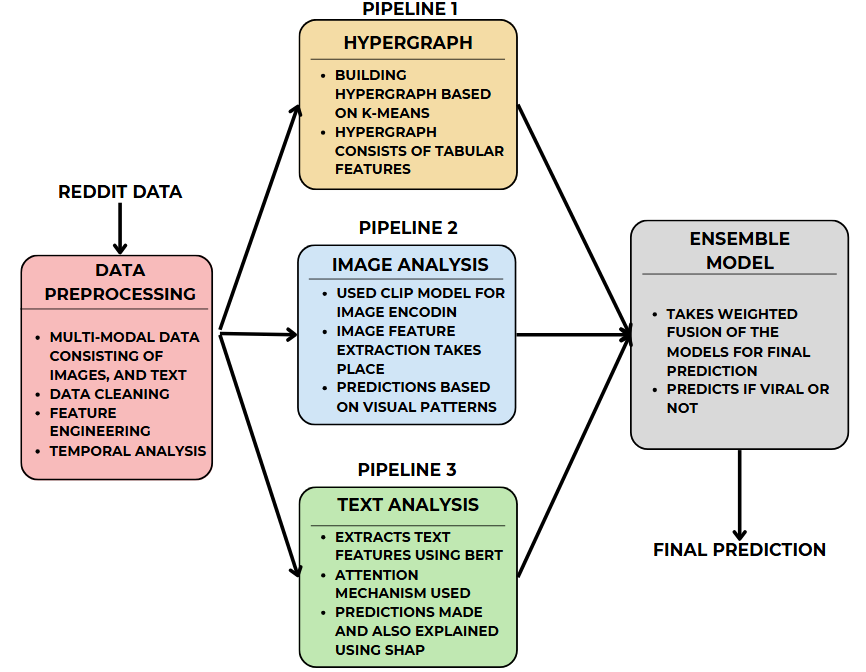 PIPELINE 1
HYPERGRAPH
• BUILDING
HYPERGRAPH BASED
ON K-MEANS
• HYPERGRAPH
CONSISTS OF TABULAR
FEATURES
REDDIT DATA
DATA
PREPROCESSING
• MULTI-MODAL DATA
CONSISTING OF
IMAGES, AND TEXT
• DATA CLEANING
• FEATURE
ENGINEERING
• TEMPORAL ANALYSIS
PIPELINE 2
IMAGE ANALYSIS
• USED CLIP MODEL FOR
IMAGE ENCODIN
• IMAGE FEATURE
EXTRACTION TAKES
PLACE
• PREDICTIONS BASED
ON VISUAL PATTERNS
PIPELINE 3
TEXT ANALYSIS
• EXTRACTS TEXT
FEATURES USING BERT
• ATTENTION
MECHANISM USED
• PREDICTIONS MADE
AND ALSO EXPLAINED
USING SHAP
ENSEMBLE
MODEL
• TAKES WEIGHTED
FUSION OF THE
MODELS FOR FINAL
PREDICTION
• PREDICTS IF VIRAL OR
NOT
FINAL PREDICTION